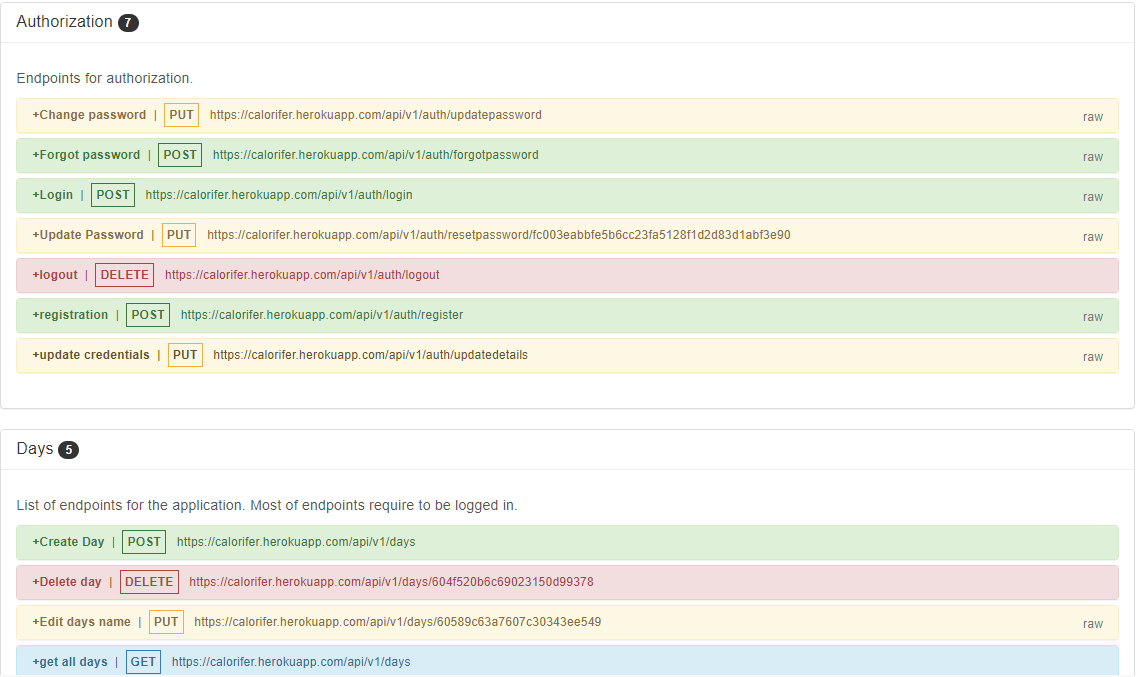 Authorization 7
Endpoints for authorization.
+Change password | PUT https://calorifer.herokuapp.com/api/v1/auth/updatepassword raw
+Forgot password | POST https://calorifer.herokuapp.com/api/v1/auth/forgotpassword raw
+Login | POST https://calorifer.herokuapp.com/api/v1/auth/login raw
+Update Password | PUT https://calorifer.herokuapp.com/api/v1/auth/resetpassword/fc003eabbfe5b6cc23fa5128f1d2d83d1abf3e90 raw
+logout | DELETE https://calorifer.herokuapp.com/api/v1/auth/logout
+registration | POST https://calorifer.herokuapp.com/api/v1/auth/register raw
+update credentials | PUT https://calorifer.herokuapp.com/api/v1/auth/updatedetails raw
Days 5
List of endpoints for the application. Most of endpoints require to be logged in.
+Create Day | POST https://calorifer.herokuapp.com/api/v1/days
+Delete day | DELETE https://calorifer.herokuapp.com/api/v1/days/604f520b6c69023150d99378
+Edit days name | PUT https://calorifer.herokuapp.com/api/v1/days/60589c63a7607c30343ee549 raw
+get all days | GET https://calorifer.herokuapp.com/api/v1/days